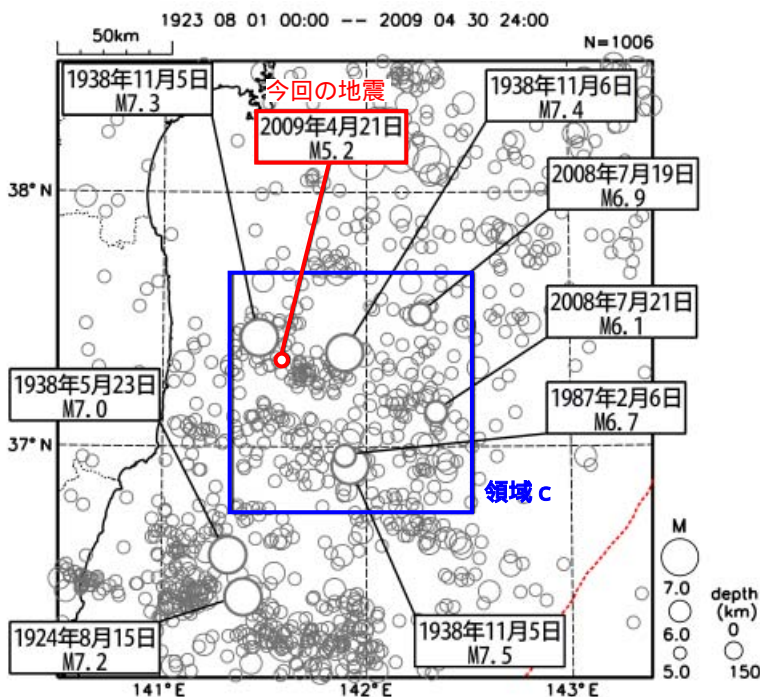 1923 08 01 00:00 -- 2009 04 30 24:00
50km
N=1006
1938年11月5日
M7.3
今回の地震
2009年4月21日
M5.2
1938年11月6日
M7.4
38°N
2008年7月19日
M6.9
2008年7月21日
M6.1
1938年5月23日
M7.0
1987年2月6日
M6.7
37°N
領域c
M
7.0
6.0
5.0
depth
(km)
0
150
1924年8月15日
M7.2
1938年11月5日
M7.5
141°E
142°E
143°E